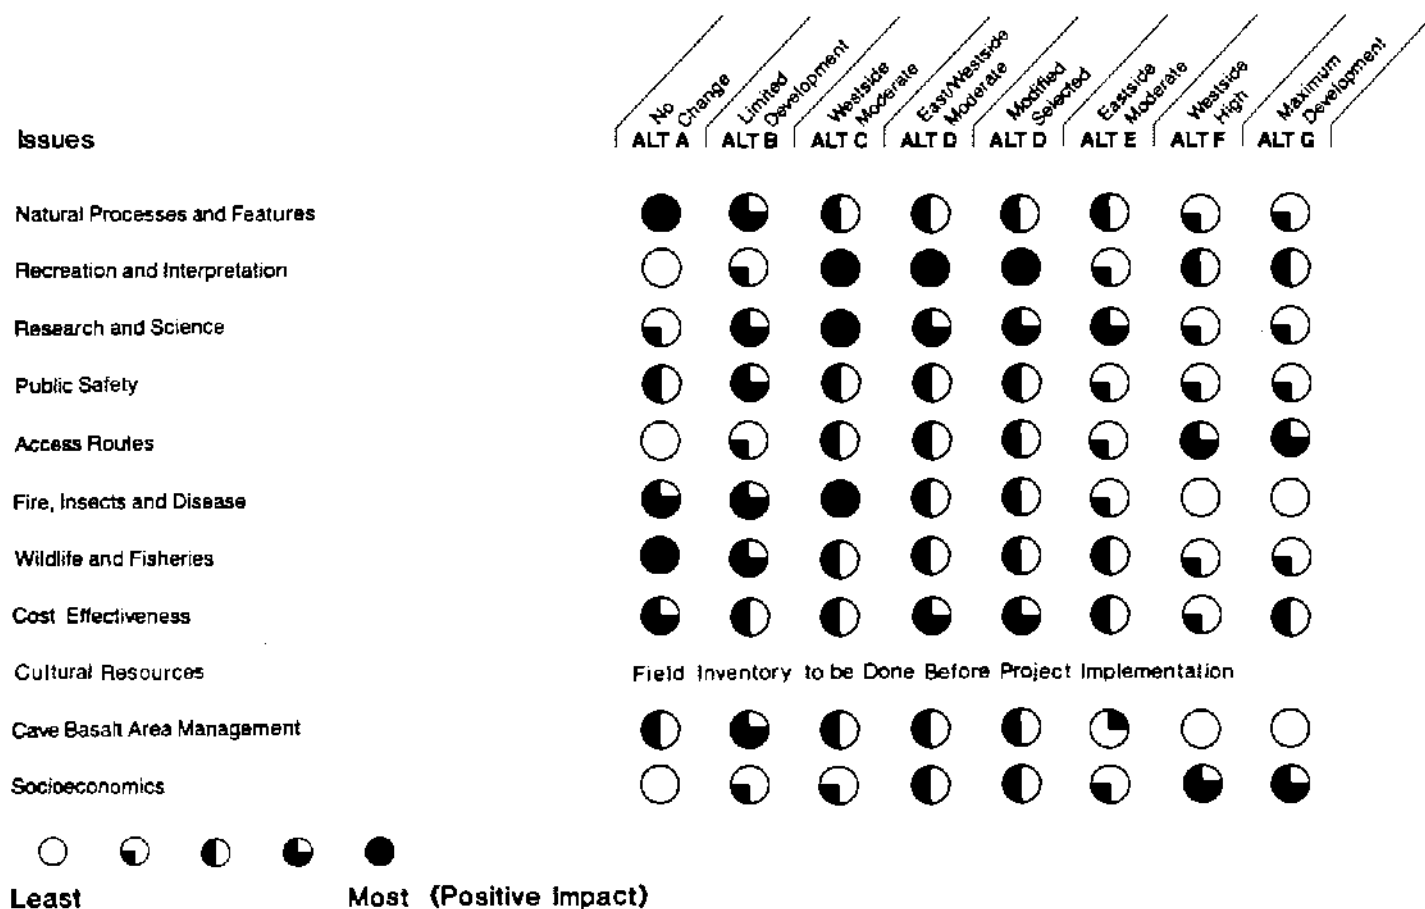 No Change
Limited Development
Westside Moderate
East/Westside Moderate
Modified Selected
Eastside Moderate
Westside High
Maximum Development
Issues
ALT A ALT B ALT C ALT D ALT D ALT E ALT F ALT G
Natural Processes and Features
Recreation and Interpretation
Research and Science
Public Safety
Access Routes
Fire, Insects and Disease
Wildlife and Fisheries
Cost Effectiveness
Cultural Resources Field Inventory to be Done Before Project Implementation
Cave Basalt Area Management
Socioeconomics
Least Most (Positive Impact)